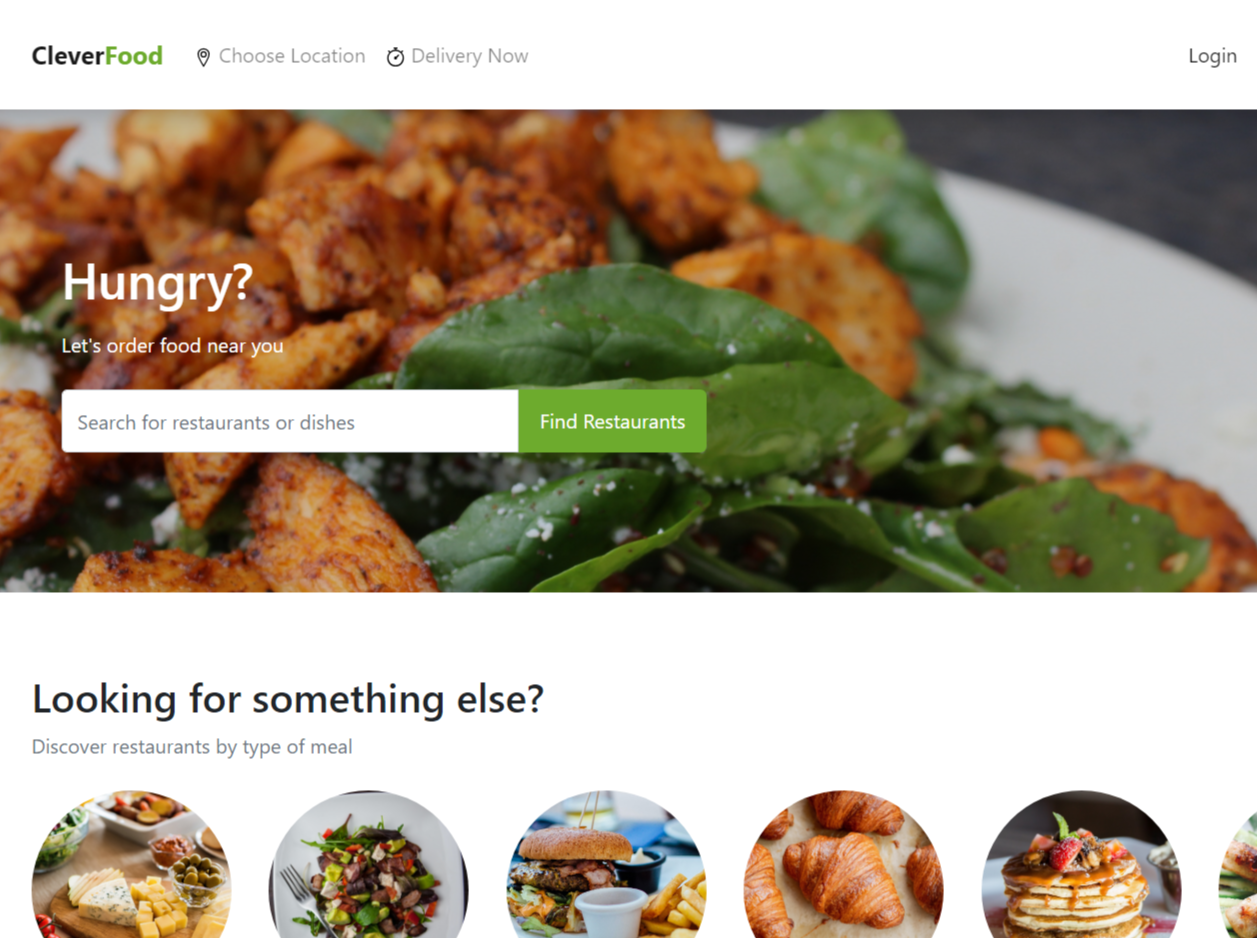 CleverFood Choose Location Delivery Now Login
Hungry?
Let's order food near you
Search for restaurants or dishes Find Restaurants
Looking for something else?
Discover restaurants by type of meal